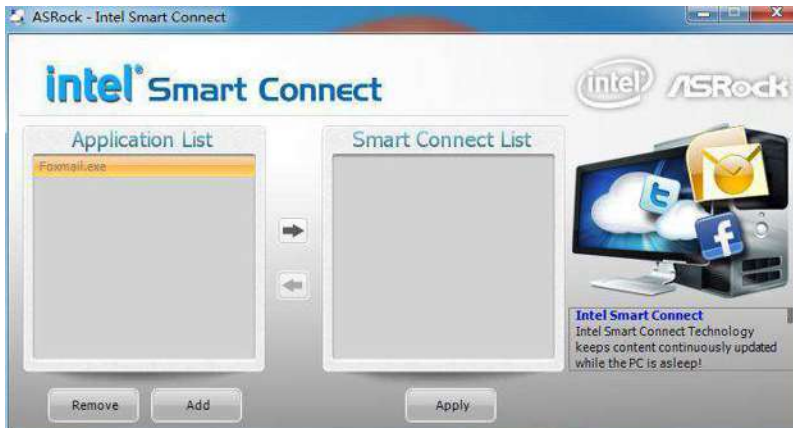 ASRock - Intel Smart Connect
intel Smart Connect
intel ASRock
Application List
Foxmail.exe
Smart Connect List
Intel Smart Connect
Intel Smart Connect Technology
keeps content continuously updated
while the PC is asleep!
Remove
Add
Apply